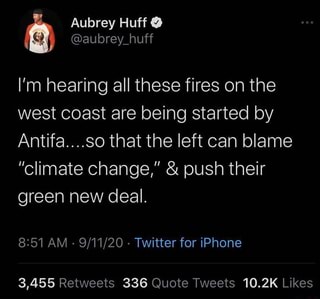 Aubrey Huff
@aubrey_huff
I'm hearing all these fires on the
west coast are being started by
Antifa....so that the left can blame
“climate change,” & push their
green new deal.
8:51 AM · 9/11/20 · Twitter for iPhone
3,455 Retweets 336 Quote Tweets 10.2K Likes